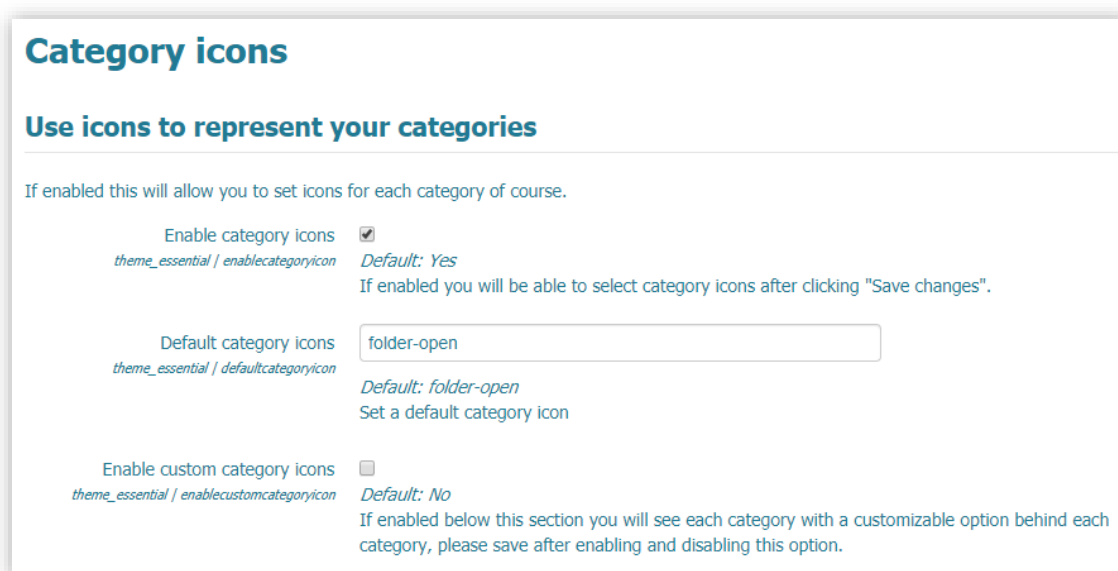 Category icons
Use icons to represent your categories
If enabled this will allow you to set icons for each category of course.
Enable category icons
theme_essential | enablecategoryicon
Default: Yes
If enabled you will be able to select category icons after clicking "Save changes".
Default category icons
theme_essential | defaultcategoryicon
folder-open
Default: folder-open
Set a default category icon
Enable custom category icons
theme_essential | enablecustomcategoryicon
Default: No
If enabled below this section you will see each category with a customizable option behind each
category, please save after enabling and disabling this option.